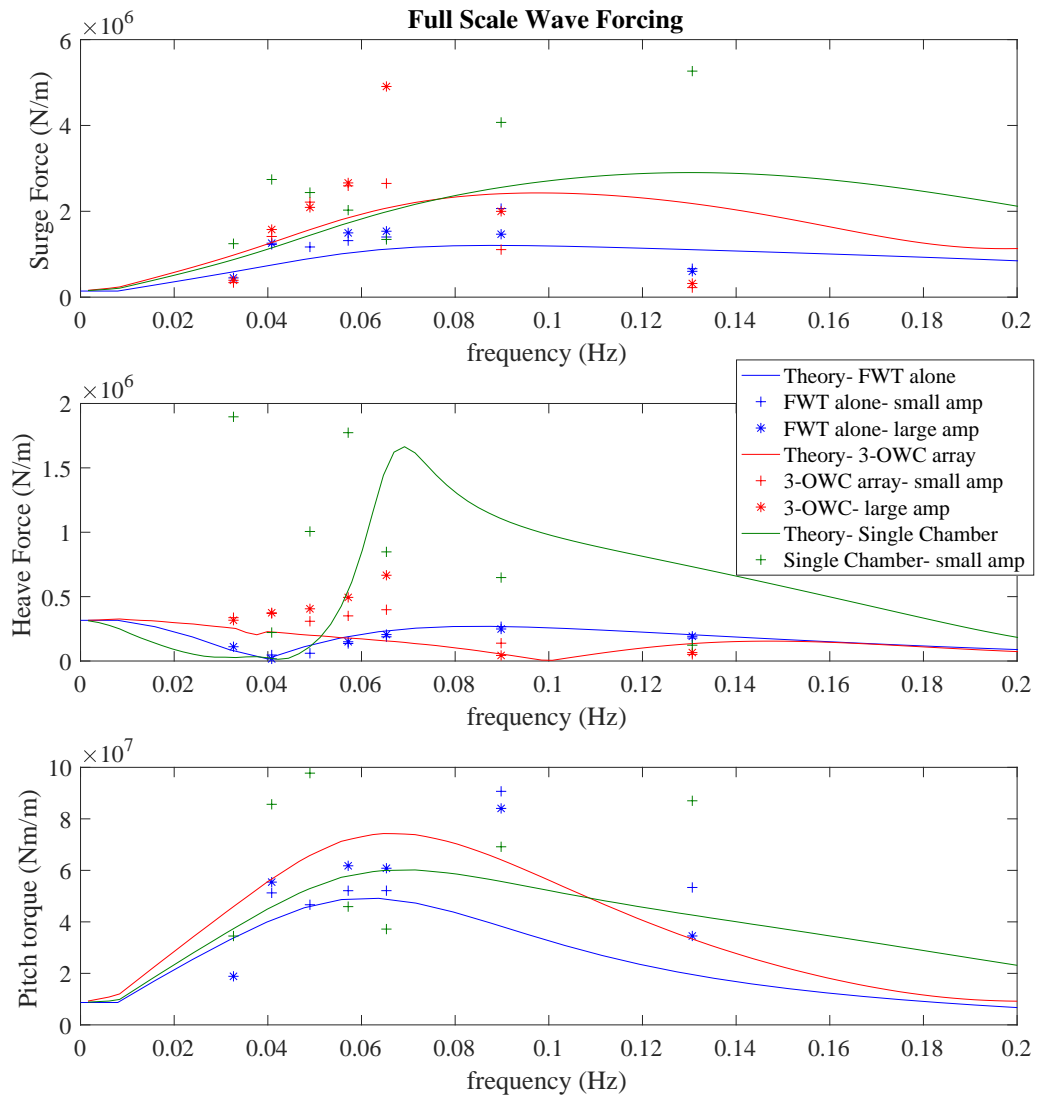 Full Scale Wave Forcing
×10^6
6
4
2
0
Surge Force (N/m)
0 0.02 0.04 0.06 0.08 0.1 0.12 0.14 0.16 0.18 0.2
frequency (Hz)
×10^6
2
1.5
1
0.5
0
Heave Force (N/m)
Theory- FWT alone
FWT alone- small amp
FWT alone- large amp
Theory- 3-OWC array
3-OWC array- small amp
3-OWC- large amp
Theory- Single Chamber
Single Chamber- small amp
0 0.02 0.04 0.06 0.08 0.1 0.12 0.14 0.16 0.18 0.2
frequency (Hz)
×10^7
10
8
6
4
2
0
Pitch torque (Nm/m)
0 0.02 0.04 0.06 0.08 0.1 0.12 0.14 0.16 0.18 0.2
frequency (Hz)